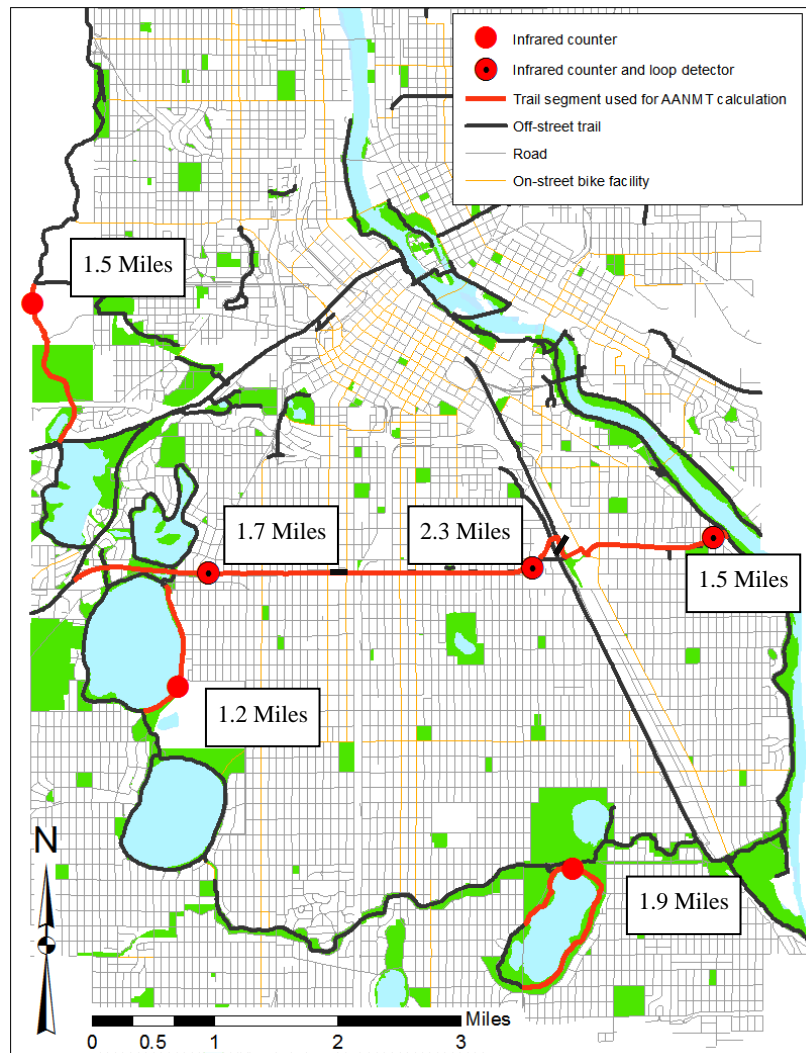 Infrared counter
Infrared counter and loop detector
Trail segment used for AANMT calculation
Off-street trail
Road
On-street bike facility
1.5 Miles
1.7 Miles
2.3 Miles
1.5 Miles
1.2 Miles
1.9 Miles
N
Miles
0 0.5 1 2 3